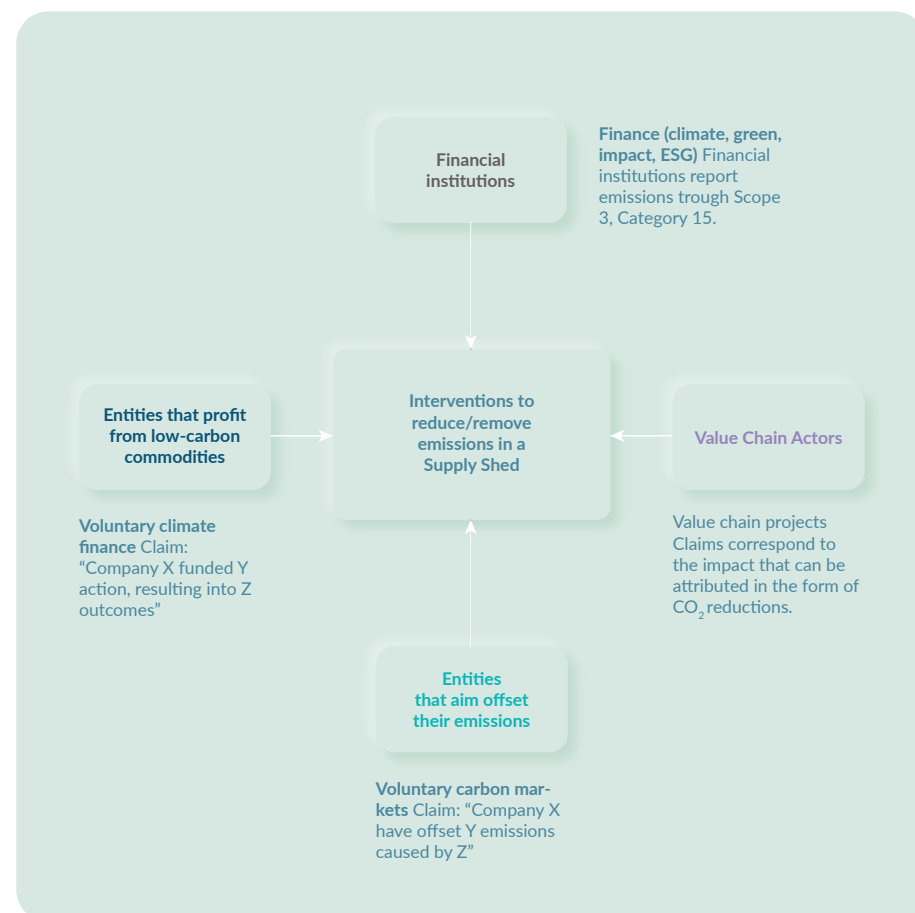 Financial
institutions
Finance (climate, green,
impact, ESG) Financial
institutions report
emissions trough Scope
3, Category 15.
Entities that profit
from low-carbon
commodities
Voluntary climate
finance Claim:
“Company X funded Y
action, resulting into Z
outcomes”
Interventions to
reduce/remove
emissions in a
Supply Shed
Value Chain Actors
Value chain projects
Claims correspond to
the impact that can be
attributed in the form of
CO2 reductions.
Entities
that aim offset
their emissions
Voluntary carbon mar-
kets Claim: “Company X
have offset Y emissions
caused by Z”